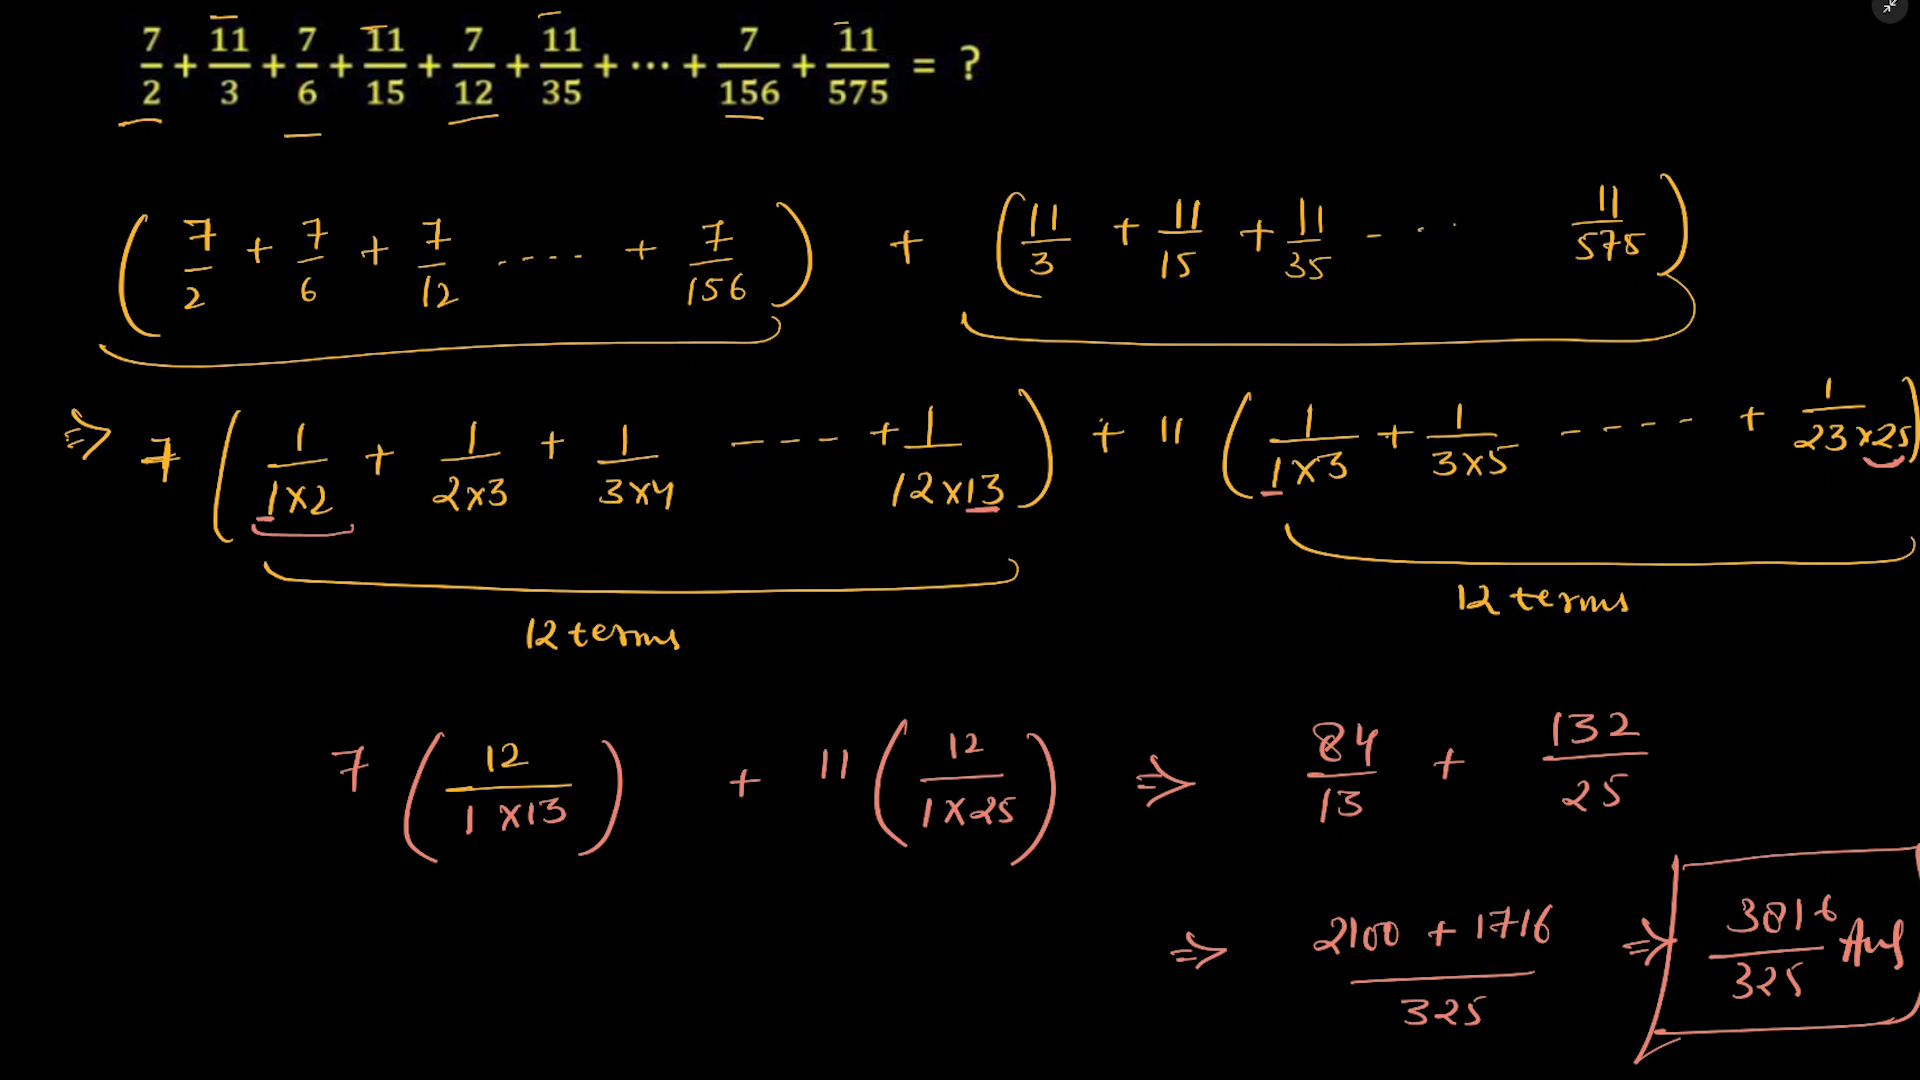 7/2 + 11/3 + 7/6 + 11/15 + 7/12 + 11/35 + ⋯ + 7/156 + 11/575 = ?
(7/2 + 7/6 + 7/12 ..... + 7/156) + (11/3 + 11/15 + 11/35 - ·· 11/575)
⇒ 7 (1/1×2 + 1/2×3 + 1/3×4 ---- + 1/12×13) + 11 (1/1×3 + 1/3×5 ----- + 1/23×25)
12 terms
12 terms
7 (12/1×13) + 11 (12/1×25) ⇒ 84/13 + 132/25
⇒ 2100 + 1716/325 ⇒ 3816/325 Ans